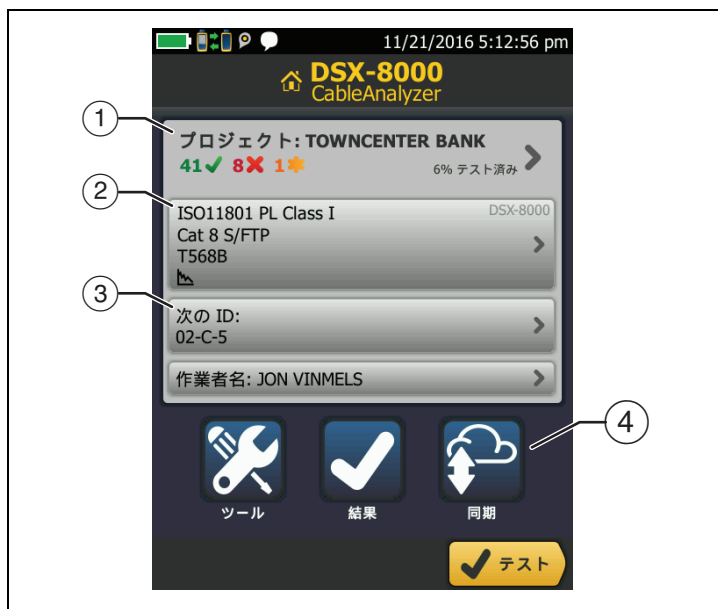 11/21/2016 5:12:56 pm
DSX-8000
CableAnalyzer
1
プロジェクト: TOWNCENTER BANK
41 8 1
6% テスト済み
2
ISO11801 PL Class I
DSX-8000
Cat 8 S/FTP
T568B
3
次の ID:
02-C-5
作業者名: JON VINMELS
4
ツール
結果
同期
テスト